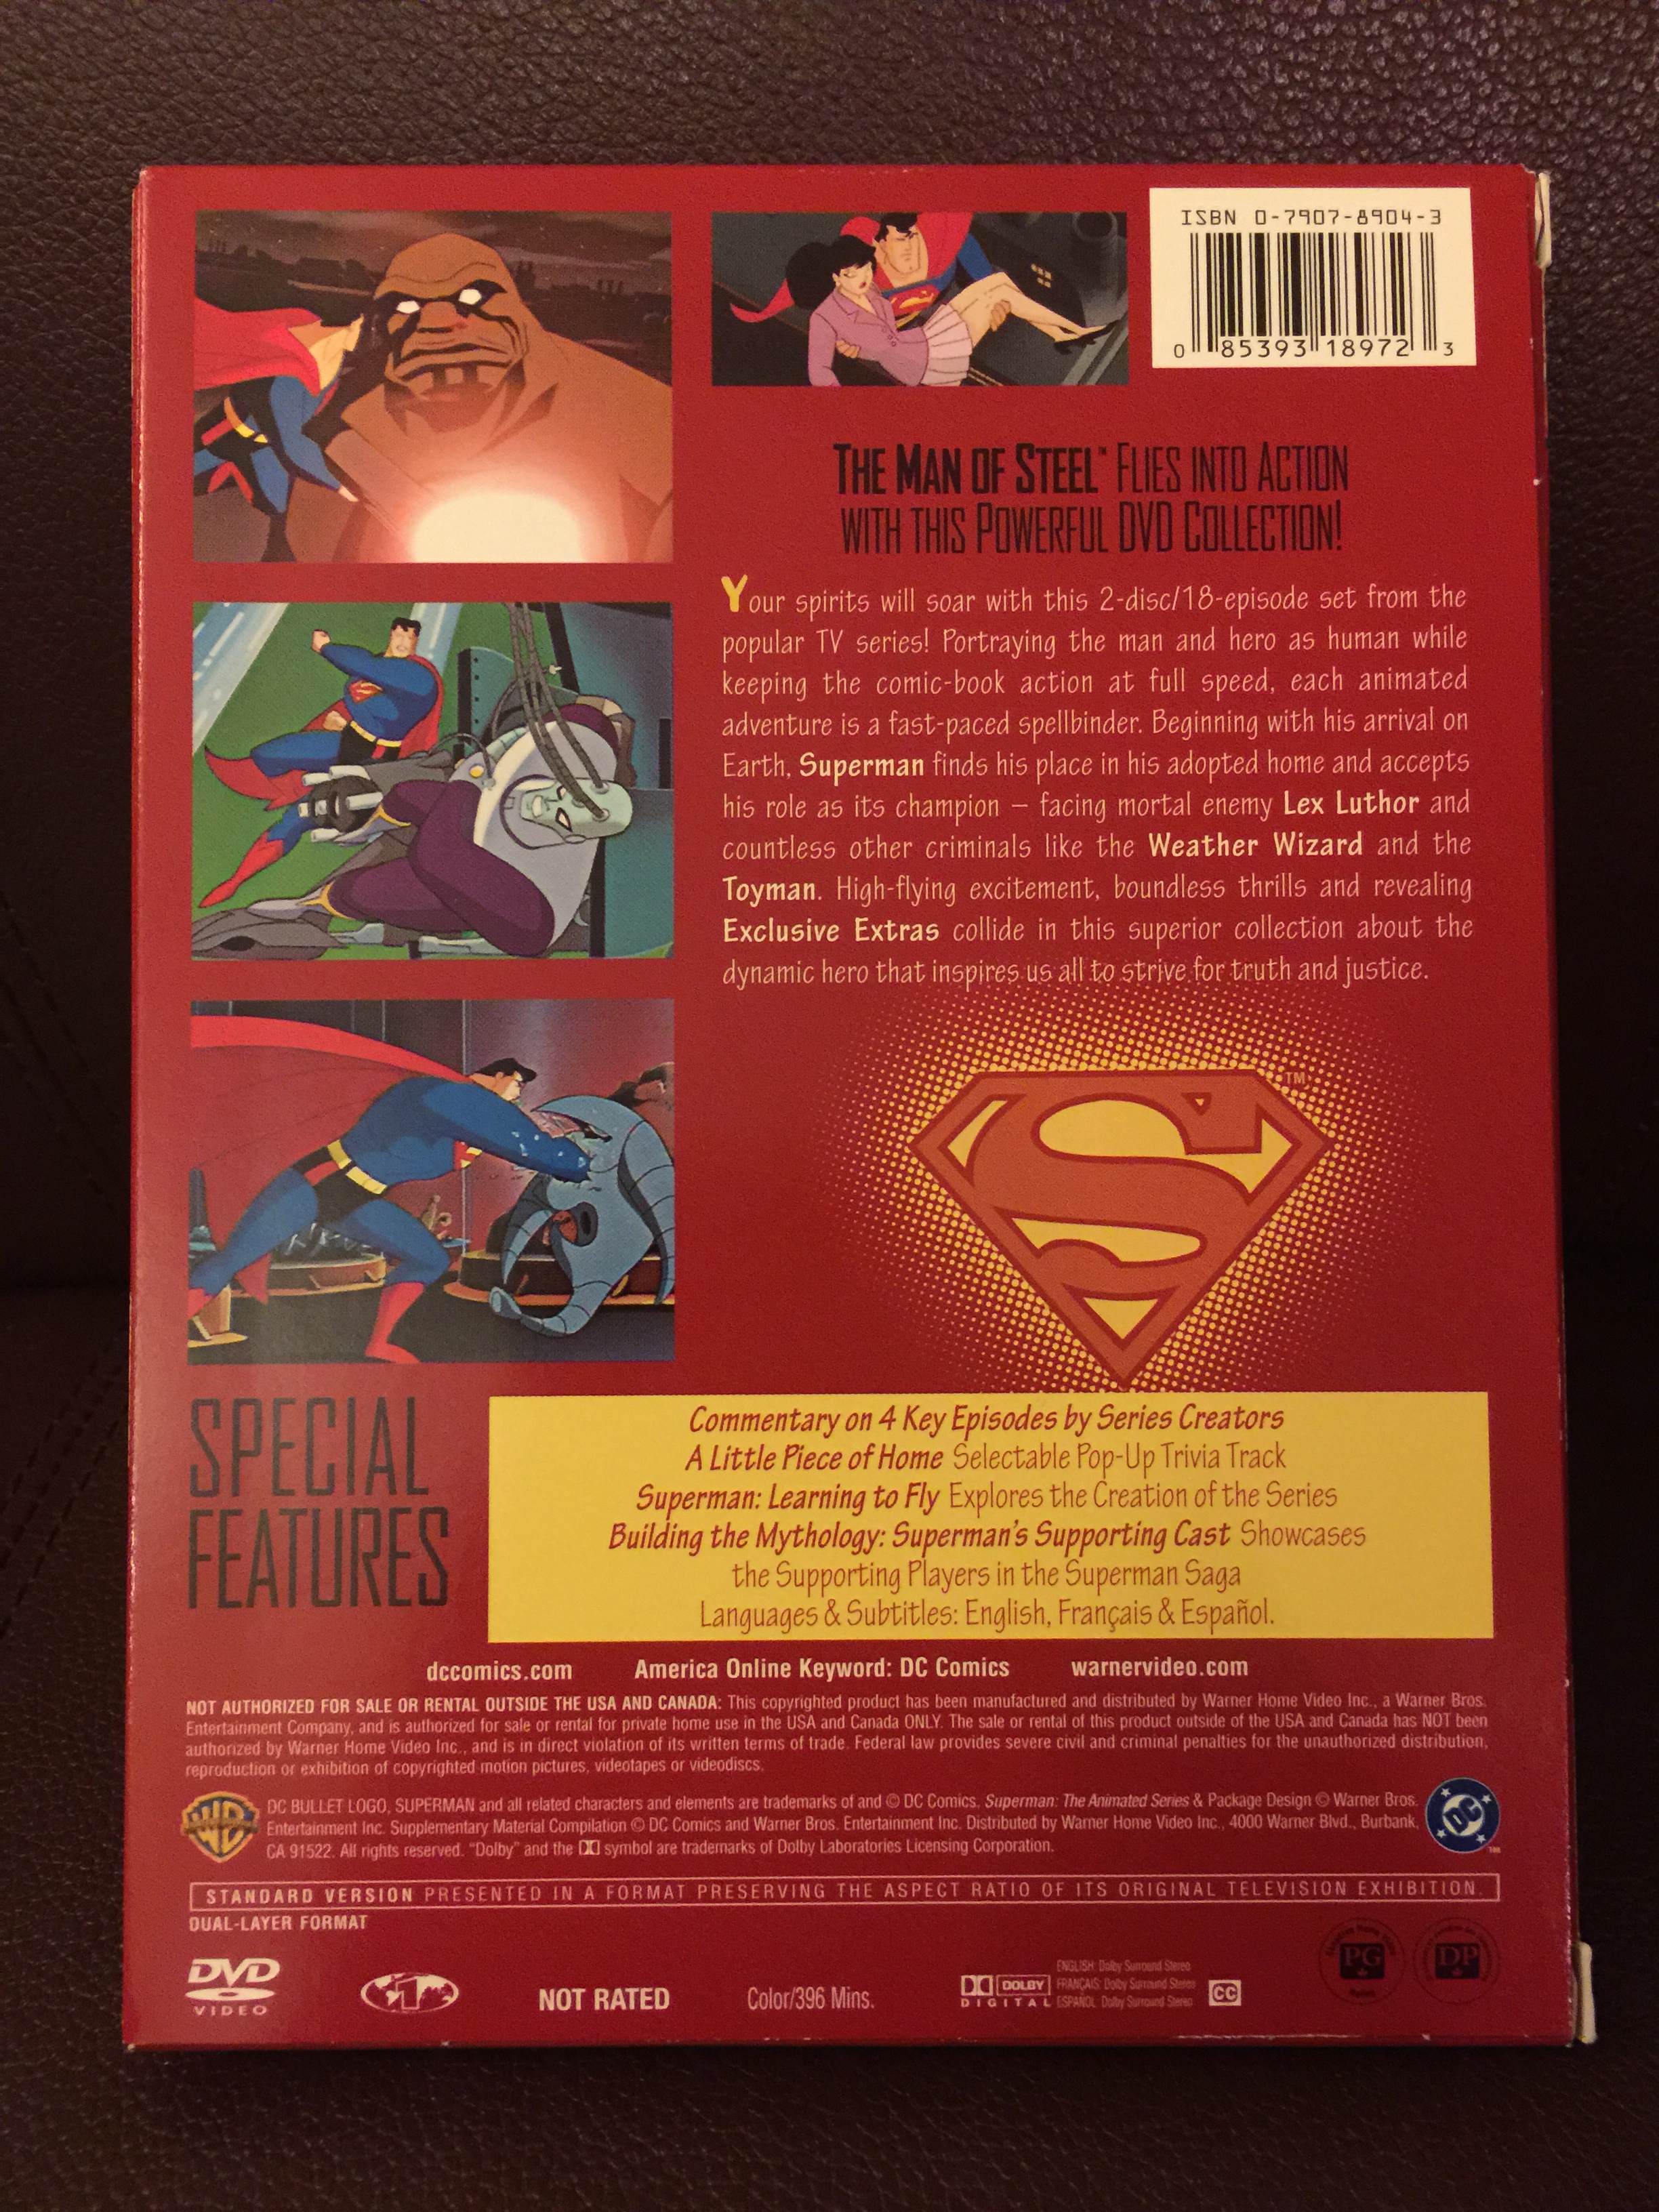 ISBN 0-7907-8904-3
0 85393 18972 3
THE MAN OF STEEL™ FLIES INTO ACTION
WITH THIS POWERFUL DVD COLLECTION!
Your spirits will soar with this 2-disc/18-episode set from the
popular TV series! Portraying the man and hero as human while
keeping the comic-book action at full speed, each animated
adventure is a fast-paced spellbinder. Beginning with his arrival on
Earth, Superman finds his place in his adopted home and accepts
his role as its champion – facing mortal enemy Lex Luthor and
countless other criminals like the Weather Wizard and the
Toyman. High-flying excitement, boundless thrills and revealing
Exclusive Extras collide in this superior collection about the
dynamic hero that inspires us all to strive for truth and justice.
S
TM
SPECIAL
FEATURES
Commentary on 4 Key Episodes by Series Creators
A Little Piece of Home Selectable Pop-Up Trivia Track
Superman: Learning to Fly Explores the Creation of the Series
Building the Mythology: Superman's Supporting Cast Showcases
the Supporting Players in the Superman Saga
Languages & Subtitles: English, Français & Español.
dccomics.com America Online Keyword: DC Comics warnervideo.com
NOT AUTHORIZED FOR SALE OR RENTAL OUTSIDE THE USA AND CANADA: This copyrighted product has been manufactured and distributed by Warner Home Video Inc., a Warner Bros.
Entertainment Company, and is authorized for sale or rental for private home use in the USA and Canada ONLY. The sale or rental of this product outside of the USA and Canada has NOT been
authorized by Warner Home Video Inc., and is in direct violation of its written terms of trade. Federal law provides severe civil and criminal penalties for the unauthorized distribution,
reproduction or exhibition of copyrighted motion pictures, videotapes or videodiscs.
WB
DC BULLET LOGO, SUPERMAN and all related characters and elements are trademarks of and © DC Comics. Superman: The Animated Series & Package Design © Warner Bros.
Entertainment Inc. Supplementary Material Compilation © DC Comics and Warner Bros. Entertainment Inc. Distributed by Warner Home Video Inc., 4000 Warner Blvd., Burbank,
CA 91522. All rights reserved. "Dolby" and the DD symbol are trademarks of Dolby Laboratories Licensing Corporation.
DC
TM
STANDARD VERSION PRESENTED IN A FORMAT PRESERVING THE ASPECT RATIO OF ITS ORIGINAL TELEVISION EXHIBITION.
DUAL-LAYER FORMAT
DVD
VIDEO
1
NOT RATED
Color/396 Mins.
DOLBY
DIGITAL
ENGLISH: Dolby Surround Stereo
FRANÇAIS: Dolby Surround Stereo
ESPAÑOL: Dolby Surround Stereo
CC
PG
DP